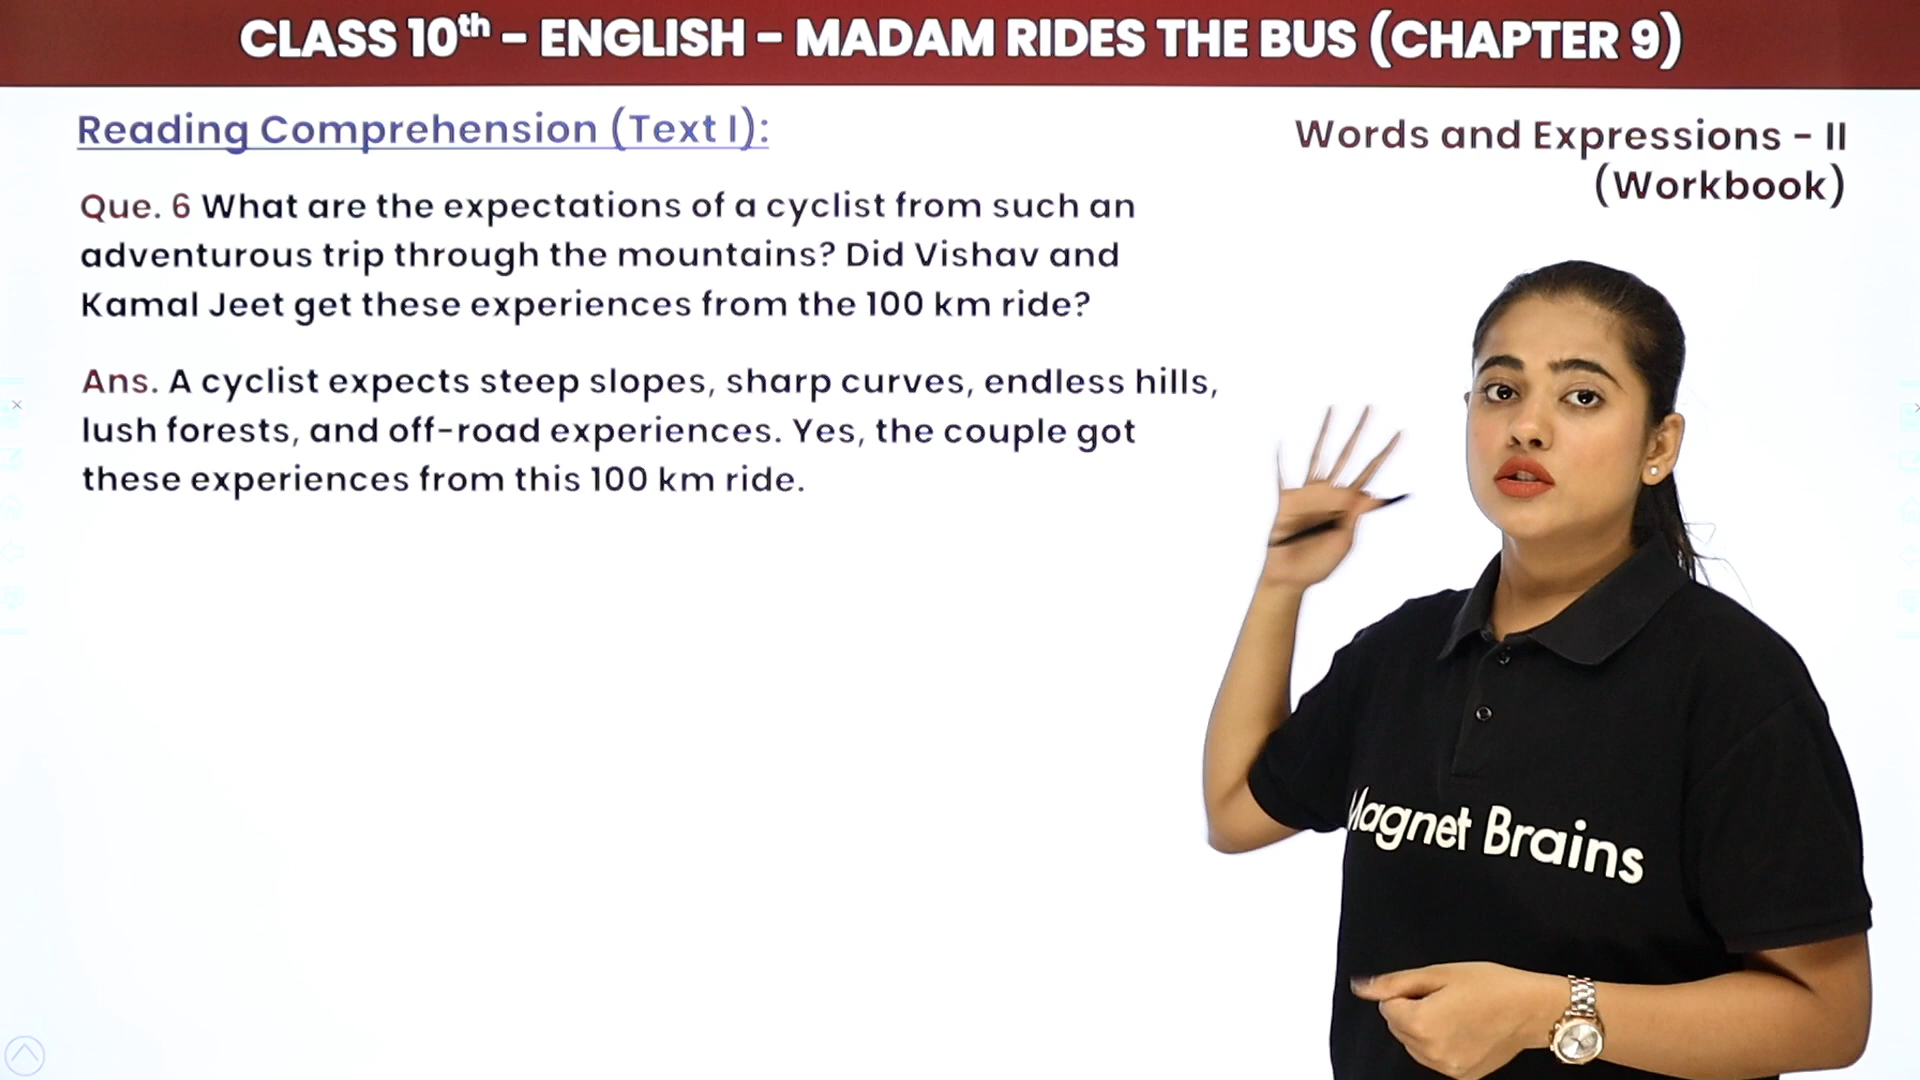 CLASS 10th - ENGLISH - MADAM RIDES THE BUS (CHAPTER 9)
Reading Comprehension (Text I):
Words and Expressions - II
(Workbook)
Que. 6 What are the expectations of a cyclist from such an
adventurous trip through the mountains? Did Vishav and
Kamal Jeet get these experiences from the 100 km ride?
Ans. A cyclist expects steep slopes, sharp curves, endless hills,
lush forests, and off-road experiences. Yes, the couple got
these experiences from this 100 km ride.
Magnet Brains